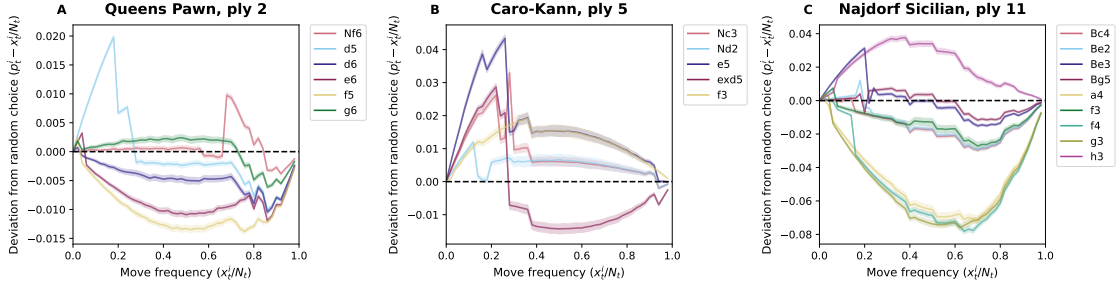 A
Queens Pawn, ply 2
Deviation from random choice (p_t^i − x_t^i/N_t)
0.020
0.015
0.010
0.005
0.000
−0.005
−0.010
−0.015
0.0 0.2 0.4 0.6 0.8 1.0
Move frequency (x_t^i/N_t)
Nf6
d5
d6
e6
f5
g6
B
Caro-Kann, ply 5
Deviation from random choice (p_t^i − x_t^i/N_t)
0.04
0.03
0.02
0.01
0.00
−0.01
0.0 0.2 0.4 0.6 0.8 1.0
Move frequency (x_t^i/N_t)
Nc3
Nd2
e5
exd5
f3
C
Najdorf Sicilian, ply 11
Deviation from random choice (p_t^i − x_t^i/N_t)
0.04
0.02
0.00
−0.02
−0.04
−0.06
−0.08
0.0 0.2 0.4 0.6 0.8 1.0
Move frequency (x_t^i/N_t)
Bc4
Be2
Be3
Bg5
a4
f3
f4
g3
h3